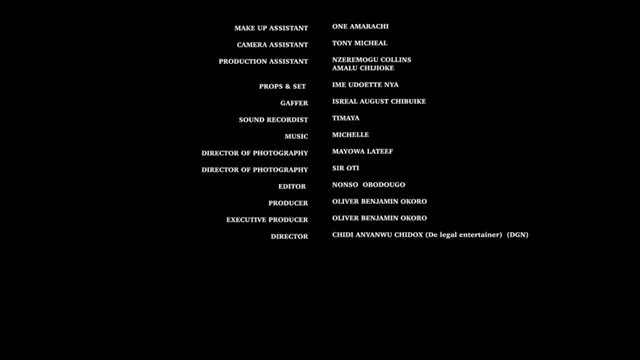 MAKE UP ASSISTANT ONE AMARACHI
CAMERA ASSISTANT TONY MICHEAL
PRODUCTION ASSISTANT NZEREMOGU COLLINS
AMALU CHIJIOKE
PROPS & SET IME UDOETTE NYA
GAFFER ISREAL AUGUST CHIBUIKE
SOUND RECORDIST TIMAYA
MUSIC MICHELLE
DIRECTOR OF PHOTOGRAPHY MAYOWA LATEEF
DIRECTOR OF PHOTOGRAPHY SIR OTI
EDITOR NONSO OBODOUGO
PRODUCER OLIVER BENJAMIN OKORO
EXECUTIVE PRODUCER OLIVER BENJAMIN OKORO
DIRECTOR CHIDI ANYANWU CHIDOX (De legal entertainer) (DGN)